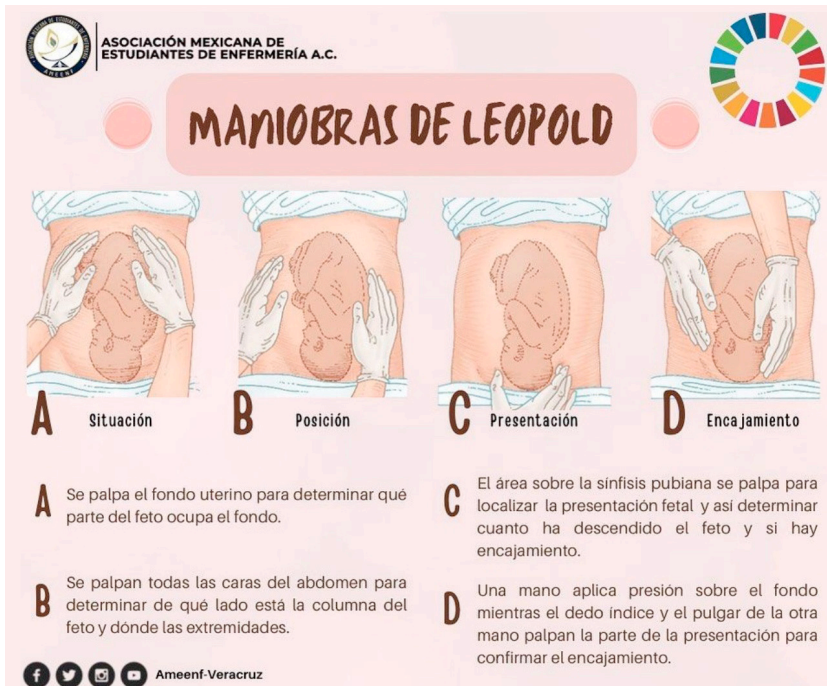 ASOCIACIÓN MEXICANA DE
ESTUDIANTES DE ENFERMERÍA A.C.
AMEENF
MANIOBRAS DE LEOPOLD
A Situación
B Posición
C Presentación
D Encajamiento
A Se palpa el fondo uterino para determinar qué
parte del feto ocupa el fondo.
B Se palpan todas las caras del abdomen para
determinar de qué lado está la columna del
feto y dónde las extremidades.
C El área sobre la sínfisis pubiana se palpa para
localizar la presentación fetal y así determinar
cuanto ha descendido el feto y si hay
encajamiento.
D Una mano aplica presión sobre el fondo
mientras el dedo índice y el pulgar de la otra
mano palpan la parte de la presentación para
confirmar el encajamiento.
Ameenf-Veracruz